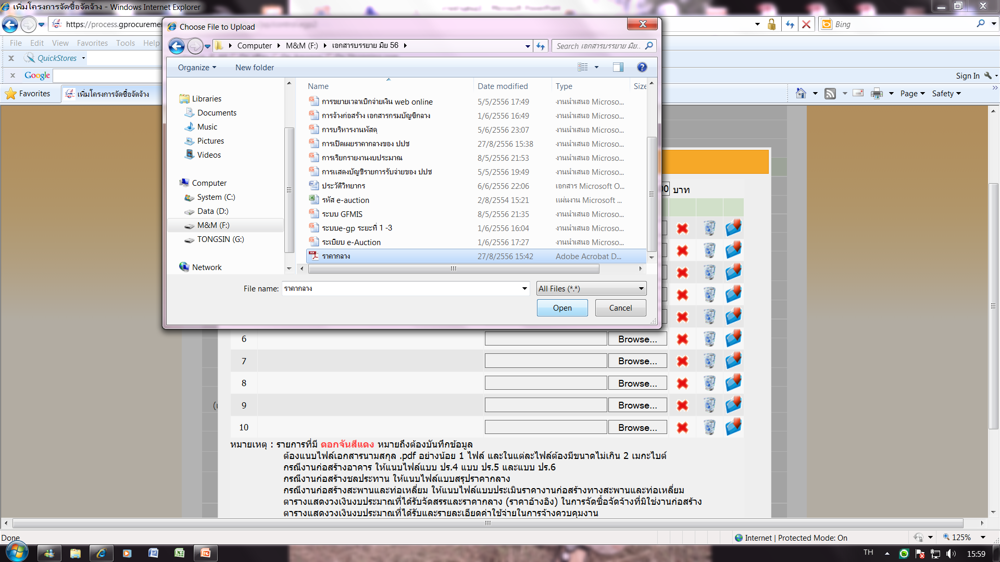 เพิ่มโครงการจัดซื้อจัดจ้าง - Windows Internet Explorer
https://process.gprocureme
Bing
File Edit View Favorites Tools Help
QuickStores
Google
Sign In
Favorites
เพิ่มโครงการจัดซื้อจัดจ้าง
Page Safety
Choose File to Upload
Computer M&M (F:) เอกสารบรรยาย มิย 56
Search เอกสารบรรยาย มิย..
Organize New folder
Name Date modified Type Size
การขยายเวลาเบิกจ่ายเงิน web online 5/5/2556 17:49 งานนำเสนอ Microso...
การจ้างก่อสร้าง เอกสารกรมบัญชีกลาง 1/6/2556 16:49 งานนำเสนอ Microso...
การบริหารงานพัสดุ 5/6/2556 23:07 งานนำเสนอ Microso...
การเปิดเผยราคากลางของ ปปช 27/8/2556 15:38 งานนำเสนอ Microso...
การเรียกรายงานงบประมาณ 8/5/2556 21:53 งานนำเสนอ Microso...
การแสดงบัญชีรายการรับจ่ายของ ปปช 5/5/2556 19:49 งานนำเสนอ Microso...
ประวัติวิทยากร 6/6/2556 22:06 เอกสาร Microsoft O...
รหัส e-auction 2/8/2554 15:21 แผ่นงาน Microsoft ...
ระบบ GFMIS 8/5/2556 21:35 งานนำเสนอ Microso...
ระบบe-gp ระยะที่ 1 -3 1/6/2556 16:04 งานนำเสนอ Microso...
ระเบียบ e-Auction 1/6/2556 17:27 งานนำเสนอ Microso...
ราคากลาง 27/8/2556 15:42 Adobe Acrobat D...
Libraries
Documents
Music
Pictures
Videos
Computer
System (C:)
Data (D:)
M&M (F:)
TONGSIN (G:)
Network
File name: ราคากลาง All Files (*.*)
Open Cancel
00 บาท
6 Browse...
7 Browse...
8 Browse...
9 Browse...
10 Browse...
หมายเหตุ : รายการที่มี ดอกจันสีแดง หมายถึงต้องบันทึกข้อมูล
ต้องแนบไฟล์เอกสารนามสกุล .pdf อย่างน้อย 1 ไฟล์ และในแต่ละไฟล์ต้องมีขนาดไม่เกิน 2 เมกะไบต์
กรณีงานก่อสร้างอาคาร ให้แนบไฟล์แบบ ปร.4 แบบ ปร.5 และแบบ ปร.6
กรณีงานก่อสร้างชลประทาน ให้แนบไฟล์แบบสรุปราคากลาง
กรณีงานก่อสร้างสะพานและท่อเหลี่ยม ให้แนบไฟล์แบบประเมินราคางานก่อสร้างทางสะพานและท่อเหลี่ยม
ตารางแสดงวงเงินงบประมาณที่ได้รับจัดสรรและราคากลาง (ราคาอ้างอิง) ในการจัดซื้อจัดจ้างที่มิใช่งานก่อสร้าง
ตารางแสดงวงเงินงบประมาณที่ได้รับและรายละเอียดค่าใช้จ่ายในการจ้างควบคุมงาน
Done
Internet | Protected Mode: On
125%
TH
15:59